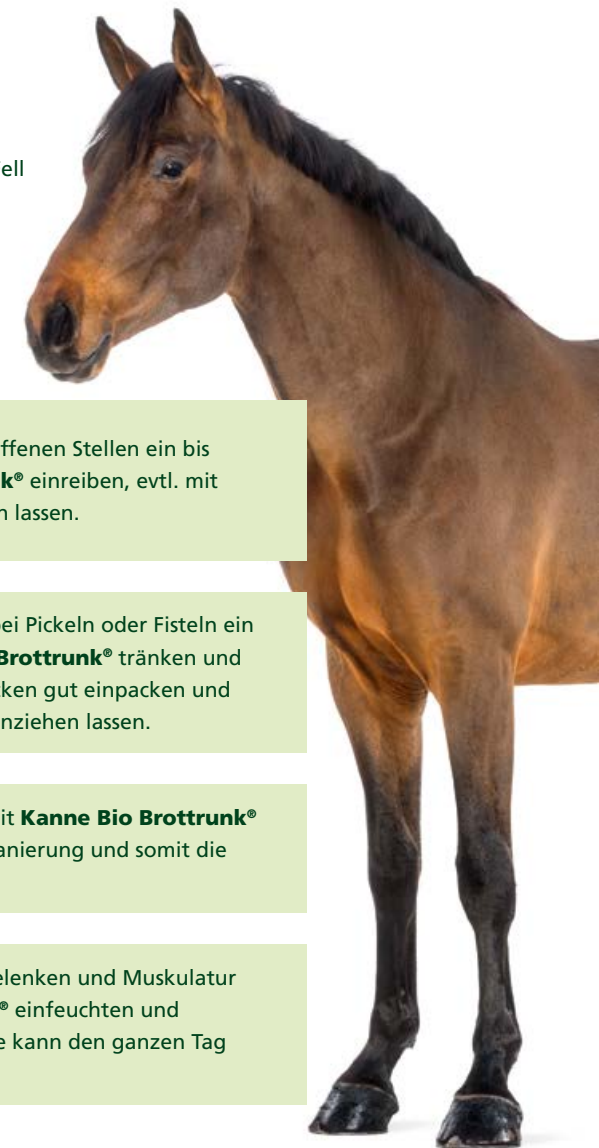 ell
ffenen Stellen ein bis
k® einreiben, evtl. mit
n lassen.
ei Pickeln oder Fisteln ein
Brottrunk® tränken und
cken gut einpacken und
nziehen lassen.
it Kanne Bio Brottrunk®
anierung und somit die
elenken und Muskulatur
® einfeuchten und
e kann den ganzen Tag